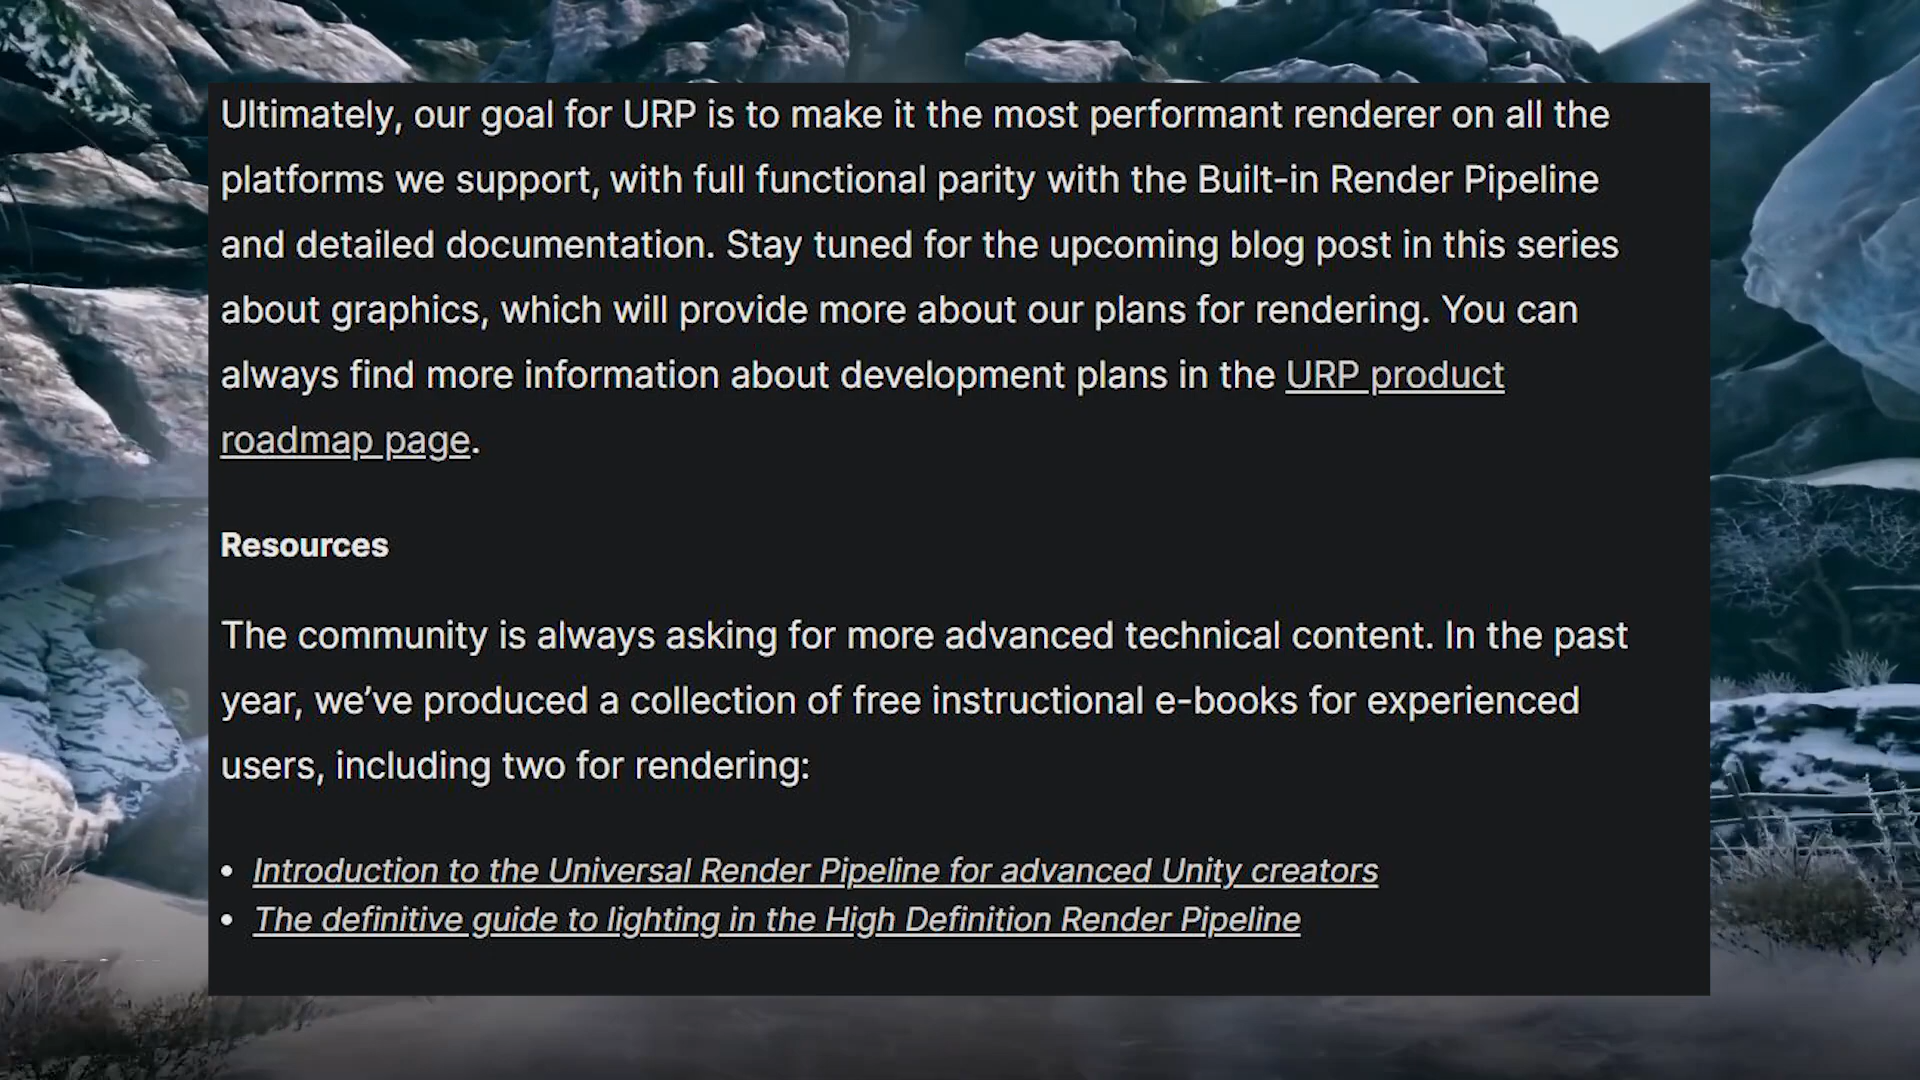 Ultimately, our goal for URP is to make it the most performant renderer on all the
platforms we support, with full functional parity with the Built-in Render Pipeline
and detailed documentation. Stay tuned for the upcoming blog post in this series
about graphics, which will provide more about our plans for rendering. You can
always find more information about development plans in the URP product
roadmap page.
Resources
The community is always asking for more advanced technical content. In the past
year, we’ve produced a collection of free instructional e-books for experienced
users, including two for rendering:
• Introduction to the Universal Render Pipeline for advanced Unity creators
• The definitive guide to lighting in the High Definition Render Pipeline